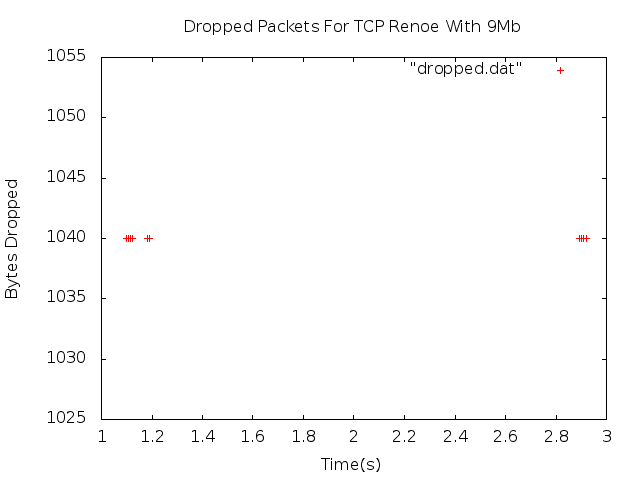 Dropped Packets For TCP Renoe With 9Mb
1055
"dropped.dat"
1050
1045
1040
1035
1030
1025
Bytes Dropped
1 1.2 1.4 1.6 1.8 2 2.2 2.4 2.6 2.8 3
Time(s)